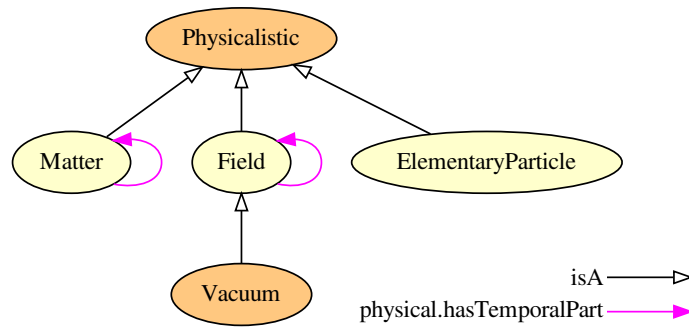 Physicalistic
Matter
Field
ElementaryParticle
Vacuum
isA
physical.hasTemporalPart